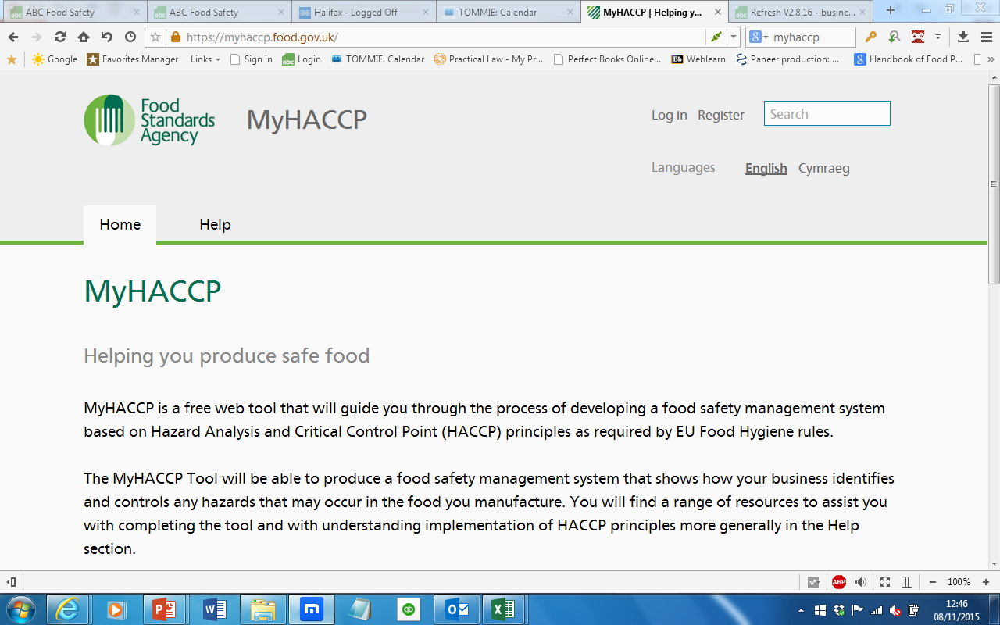 ABC Food Safety
ABC Food Safety
Halifax - Logged Off
TOMMIE: Calendar
MyHACCP | Helping y...
Refresh V2.8.16 - busine...
https://myhaccp.food.gov.uk/
myhaccp
Google
Favorites Manager
Links
Sign in
Login
TOMMIE: Calendar
Practical Law - My Pr...
Perfect Books Online...
Weblearn
Paneer production: ...
Handbook of Food P...
Food
Standards
Agency
MyHACCP
Log in Register
Search
Languages English Cymraeg
Home Help
MyHACCP
Helping you produce safe food
MyHACCP is a free web tool that will guide you through the process of developing a food safety management system
based on Hazard Analysis and Critical Control Point (HACCP) principles as required by EU Food Hygiene rules.
The MyHACCP Tool will be able to produce a food safety management system that shows how your business identifies
and controls any hazards that may occur in the food you manufacture. You will find a range of resources to assist you
with completing the tool and with understanding implementation of HACCP principles more generally in the Help
section.
ABP
100%
12:46
08/11/2015